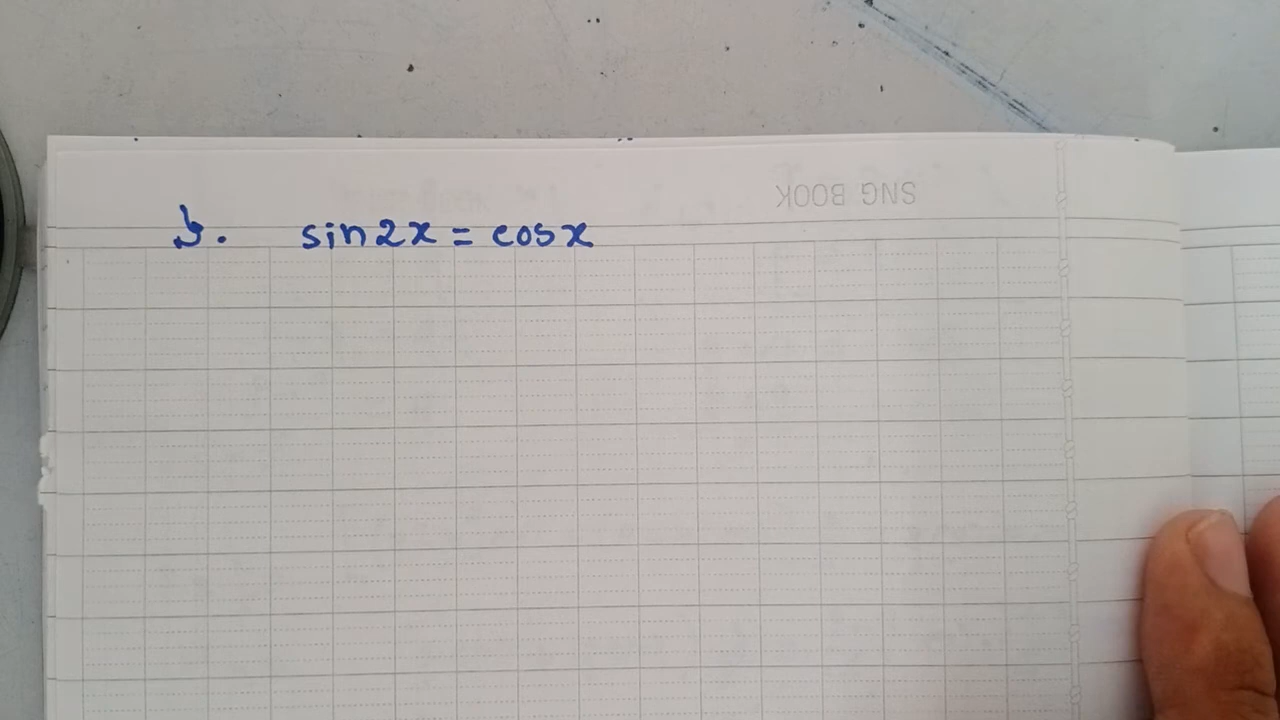 SNG BOOK
sin2x = cosx